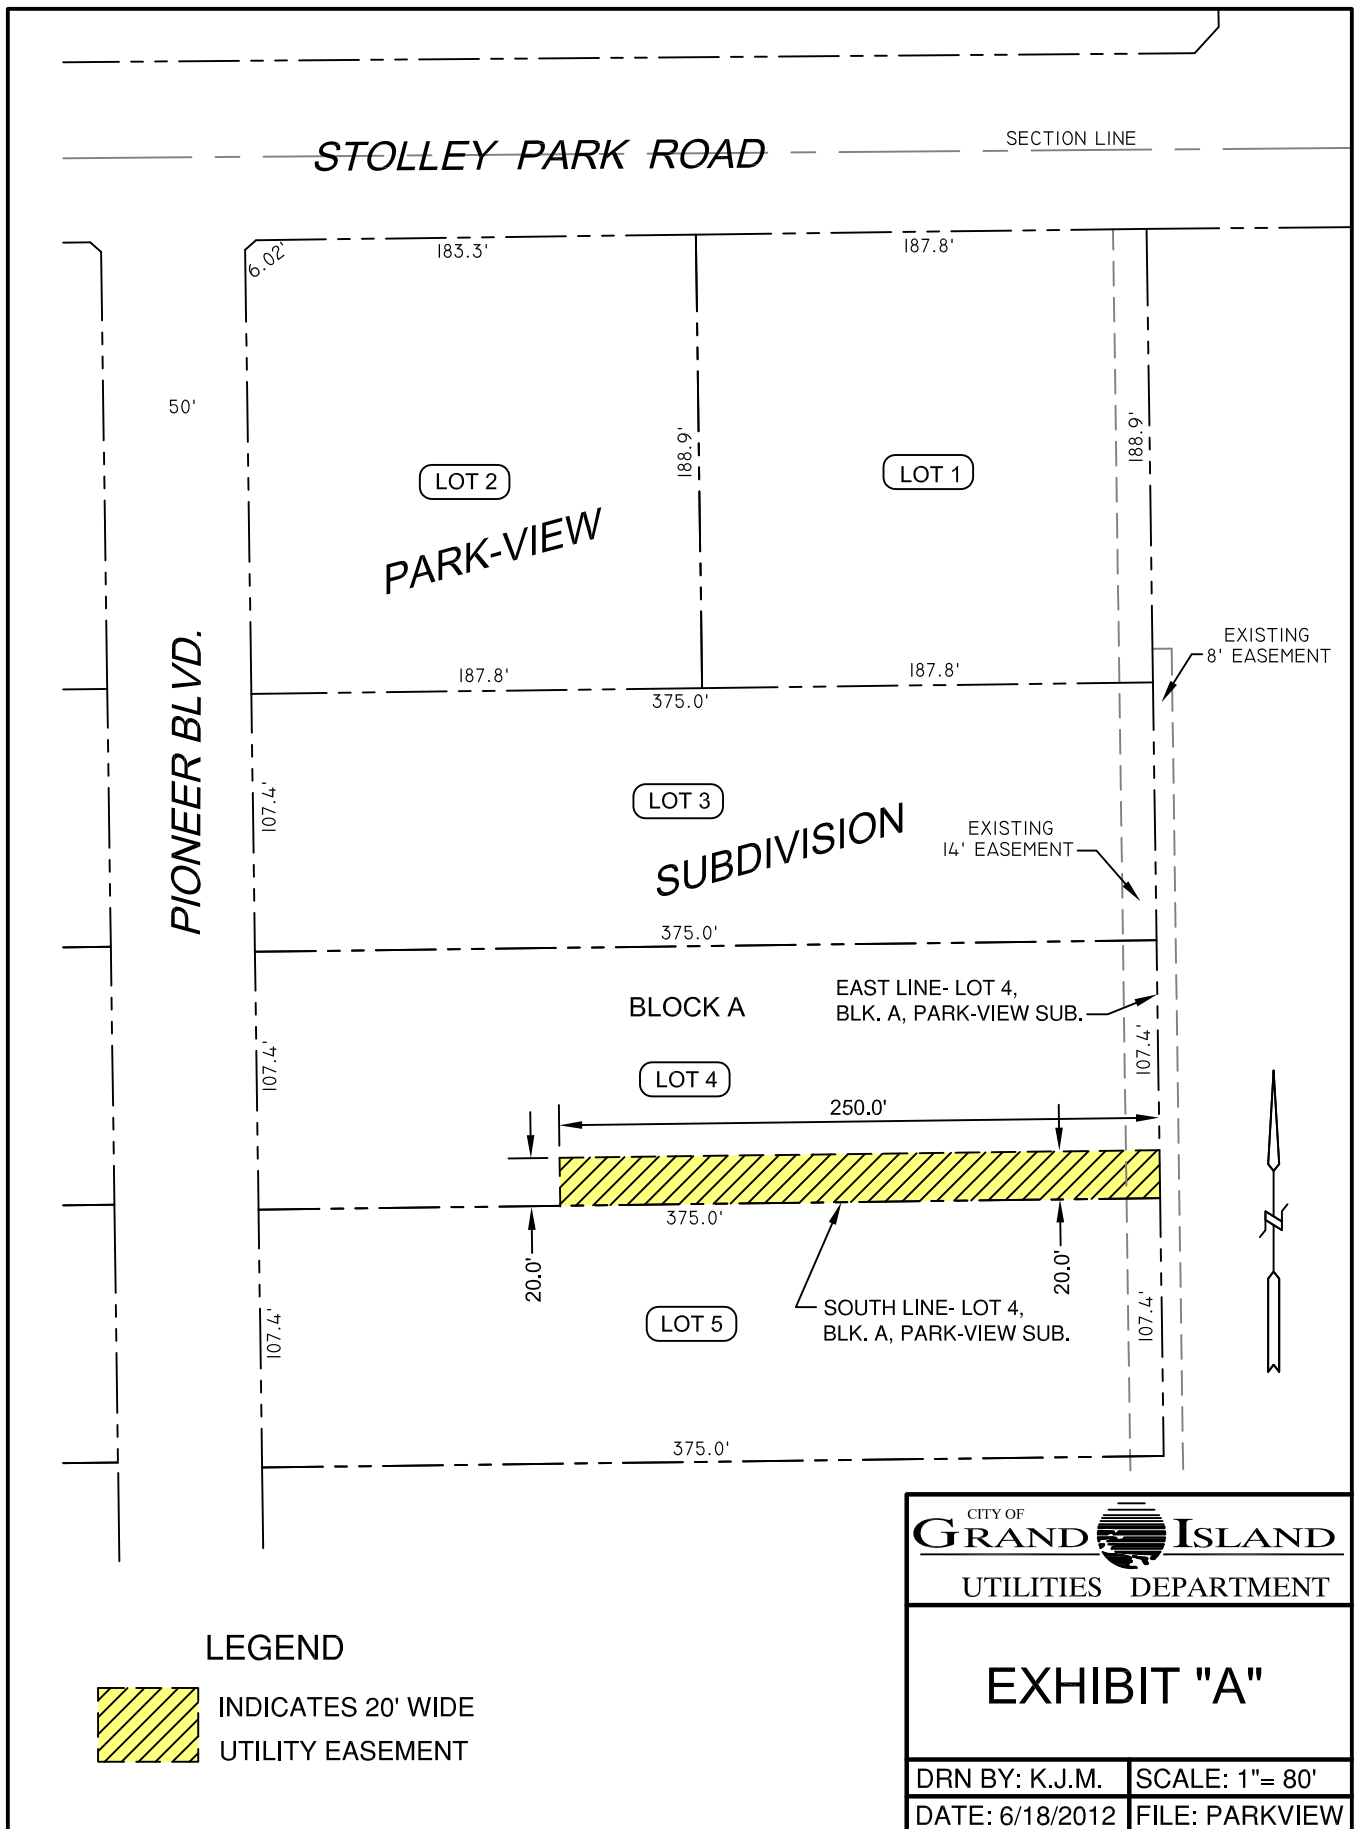 SECTION LINE
STOLLEY PARK ROAD
6.02'
183.3'
187.8'
50'
188.9'
188.9'
LOT 2
LOT 1
PARK-VIEW
EXISTING
8' EASEMENT
187.8'
187.8'
375.0'
PIONEER BLVD.
107.4'
LOT 3
SUBDIVISION
EXISTING
14' EASEMENT
375.0'
BLOCK A
EAST LINE- LOT 4,
BLK. A, PARK-VIEW SUB.
107.4'
107.4'
LOT 4
250.0'
375.0'
20.0'
20.0'
SOUTH LINE- LOT 4,
BLK. A, PARK-VIEW SUB.
107.4'
107.4'
LOT 5
375.0'
CITY OF
GRAND ISLAND
UTILITIES DEPARTMENT
LEGEND
INDICATES 20' WIDE
UTILITY EASEMENT
EXHIBIT "A"
DRN BY: K.J.M.
SCALE: 1"= 80'
DATE: 6/18/2012
FILE: PARKVIEW